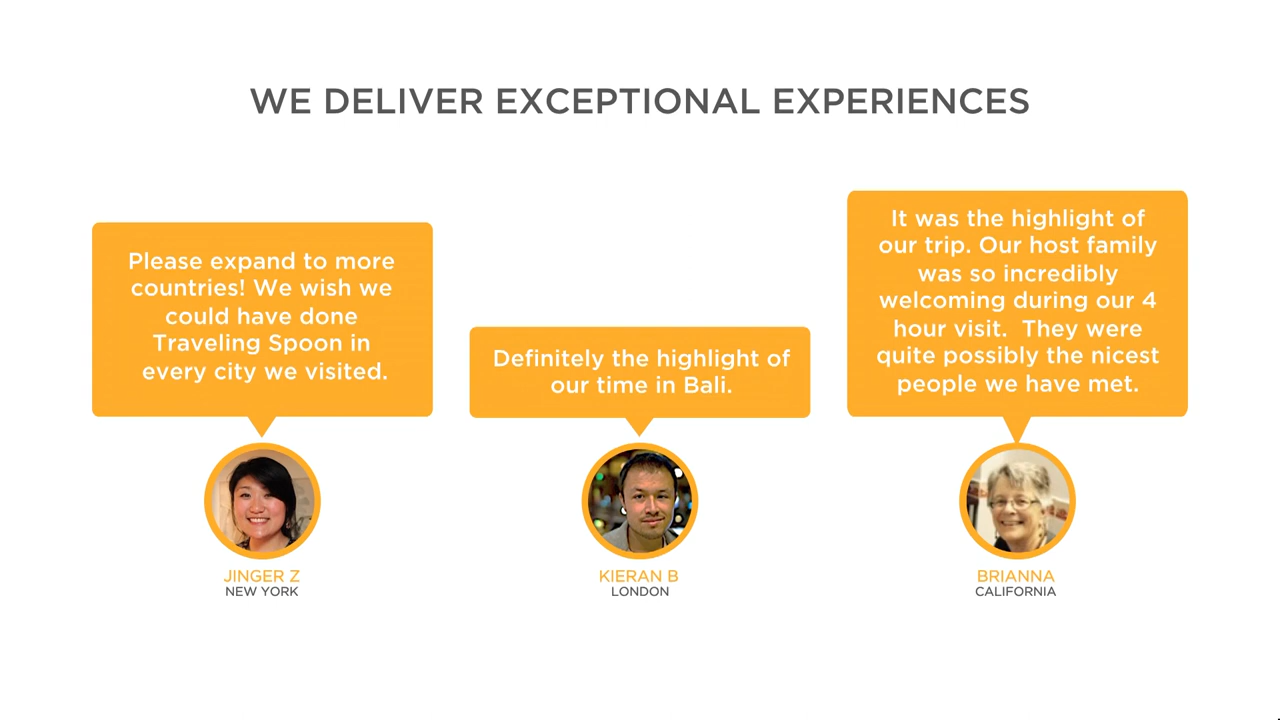 WE DELIVER EXCEPTIONAL EXPERIENCES
Please expand to more
countries! We wish we
could have done
Traveling Spoon in
every city we visited.
JINGER Z
NEW YORK
Definitely the highlight of
our time in Bali.
KIERAN B
LONDON
It was the highlight of
our trip. Our host family
was so incredibly
welcoming during our 4
hour visit.  They were
quite possibly the nicest
people we have met.
BRIANNA
CALIFORNIA